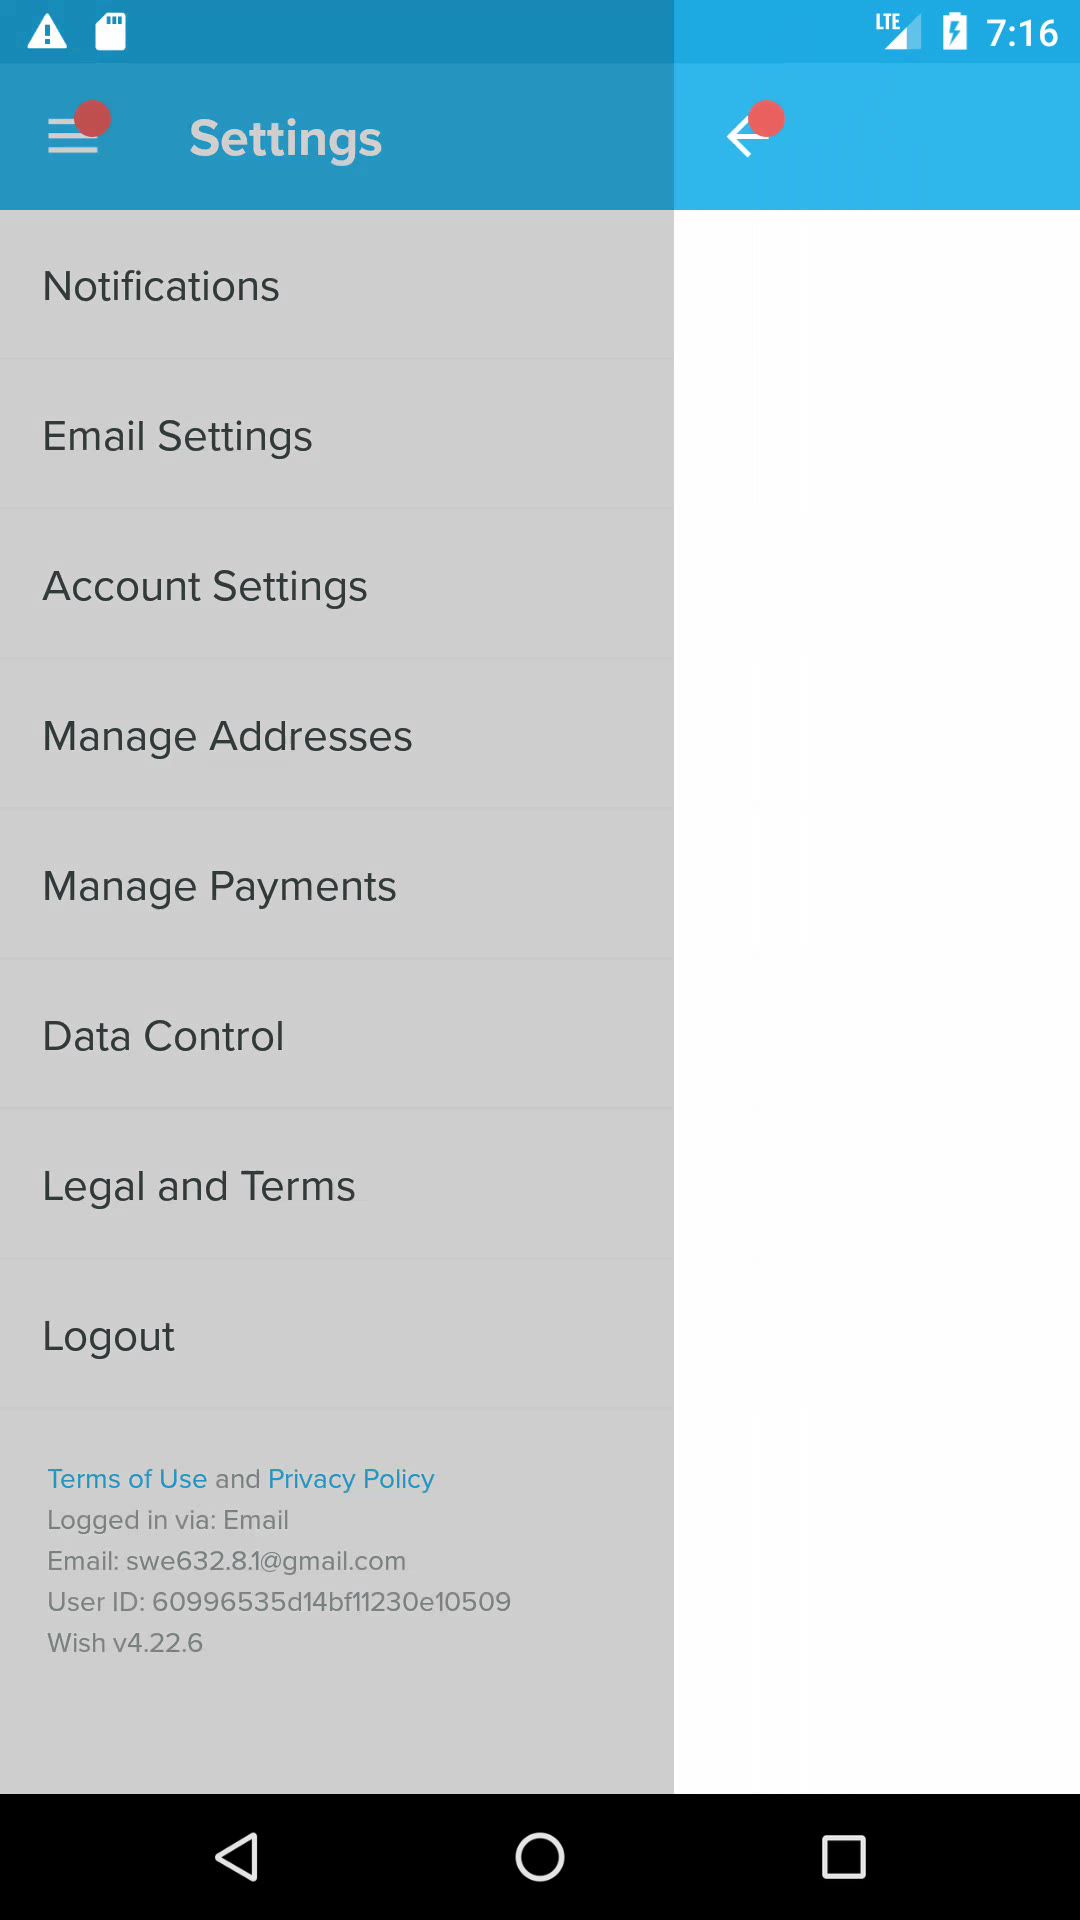 LTE 7:16
Settings
Notifications
Email Settings
Account Settings
Manage Addresses
Manage Payments
Data Control
Legal and Terms
Logout
Terms of Use and Privacy Policy
Logged in via: Email
Email: swe632.8.1@gmail.com
User ID: 60996535d14bf11230e10509
Wish v4.22.6